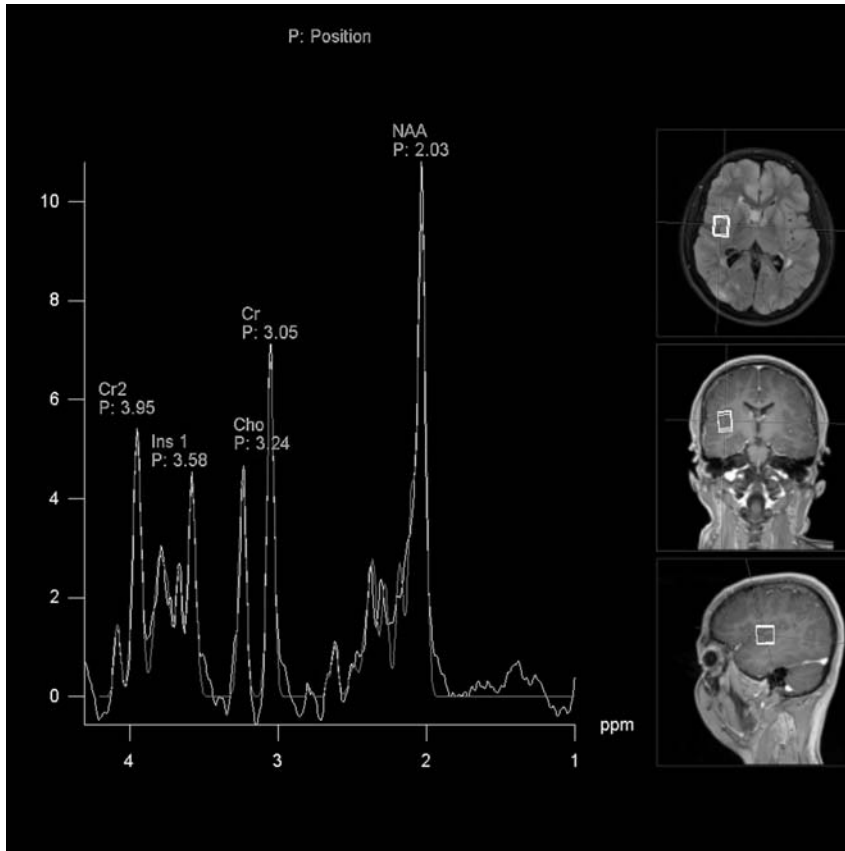 P: Position
NAA
P: 2.03
10
8
Cr
P: 3.05
6
Cr2
P: 3.95
Cho
P: 3.24
Ins 1
P: 3.58
4
2
0
ppm
4
3
2
1